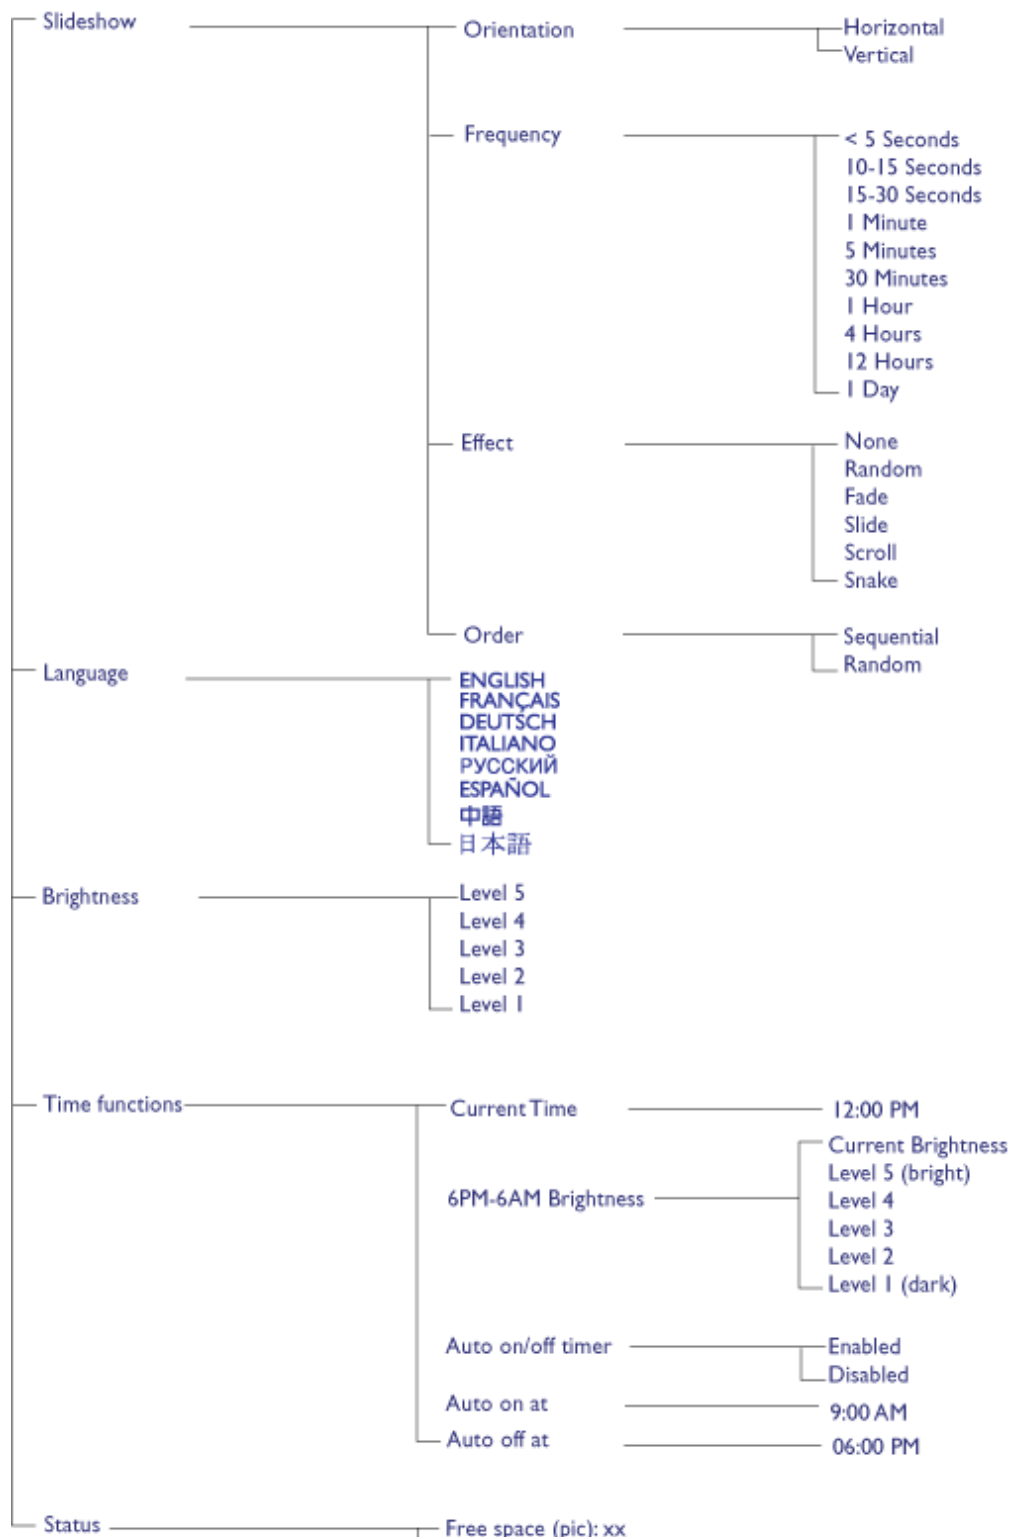 Slideshow
Orientation
Horizontal
Vertical
Frequency
< 5 Seconds
10-15 Seconds
15-30 Seconds
1 Minute
5 Minutes
30 Minutes
1 Hour
4 Hours
12 Hours
1 Day
Effect
None
Random
Fade
Slide
Scroll
Snake
Order
Sequential
Random
Language
ENGLISH
FRANÇAIS
DEUTSCH
ITALIANO
РУССКИЙ
ESPAÑOL
中語
日本語
Brightness
Level 5
Level 4
Level 3
Level 2
Level 1
Time functions
Current Time
12:00 PM
6PM-6AM Brightness
Current Brightness
Level 5 (bright)
Level 4
Level 3
Level 2
Level 1 (dark)
Auto on/off timer
Enabled
Disabled
Auto on at
9:00 AM
Auto off at
06:00 PM
Status
Free space (pic): xx